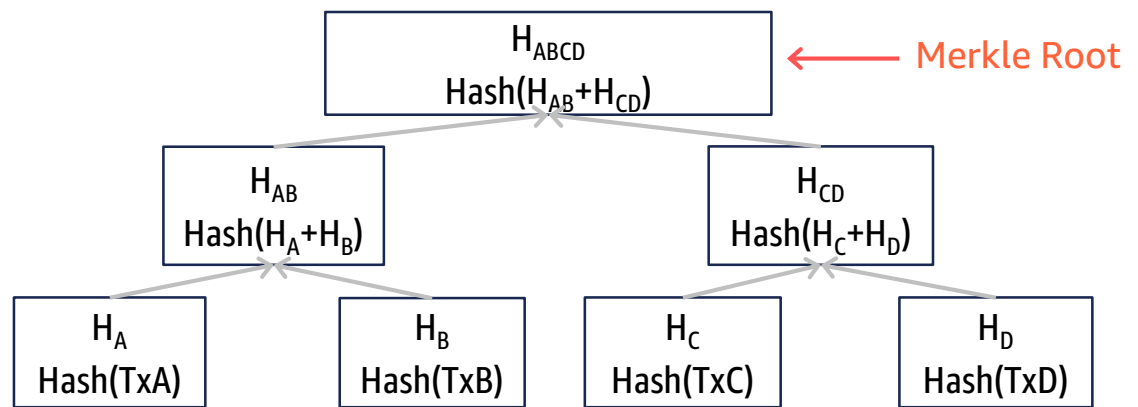 H_ABCD
Hash(H_AB+H_CD)
Merkle Root
H_AB
Hash(H_A+H_B)
H_CD
Hash(H_C+H_D)
H_A
Hash(TxA)
H_B
Hash(TxB)
H_C
Hash(TxC)
H_D
Hash(TxD)